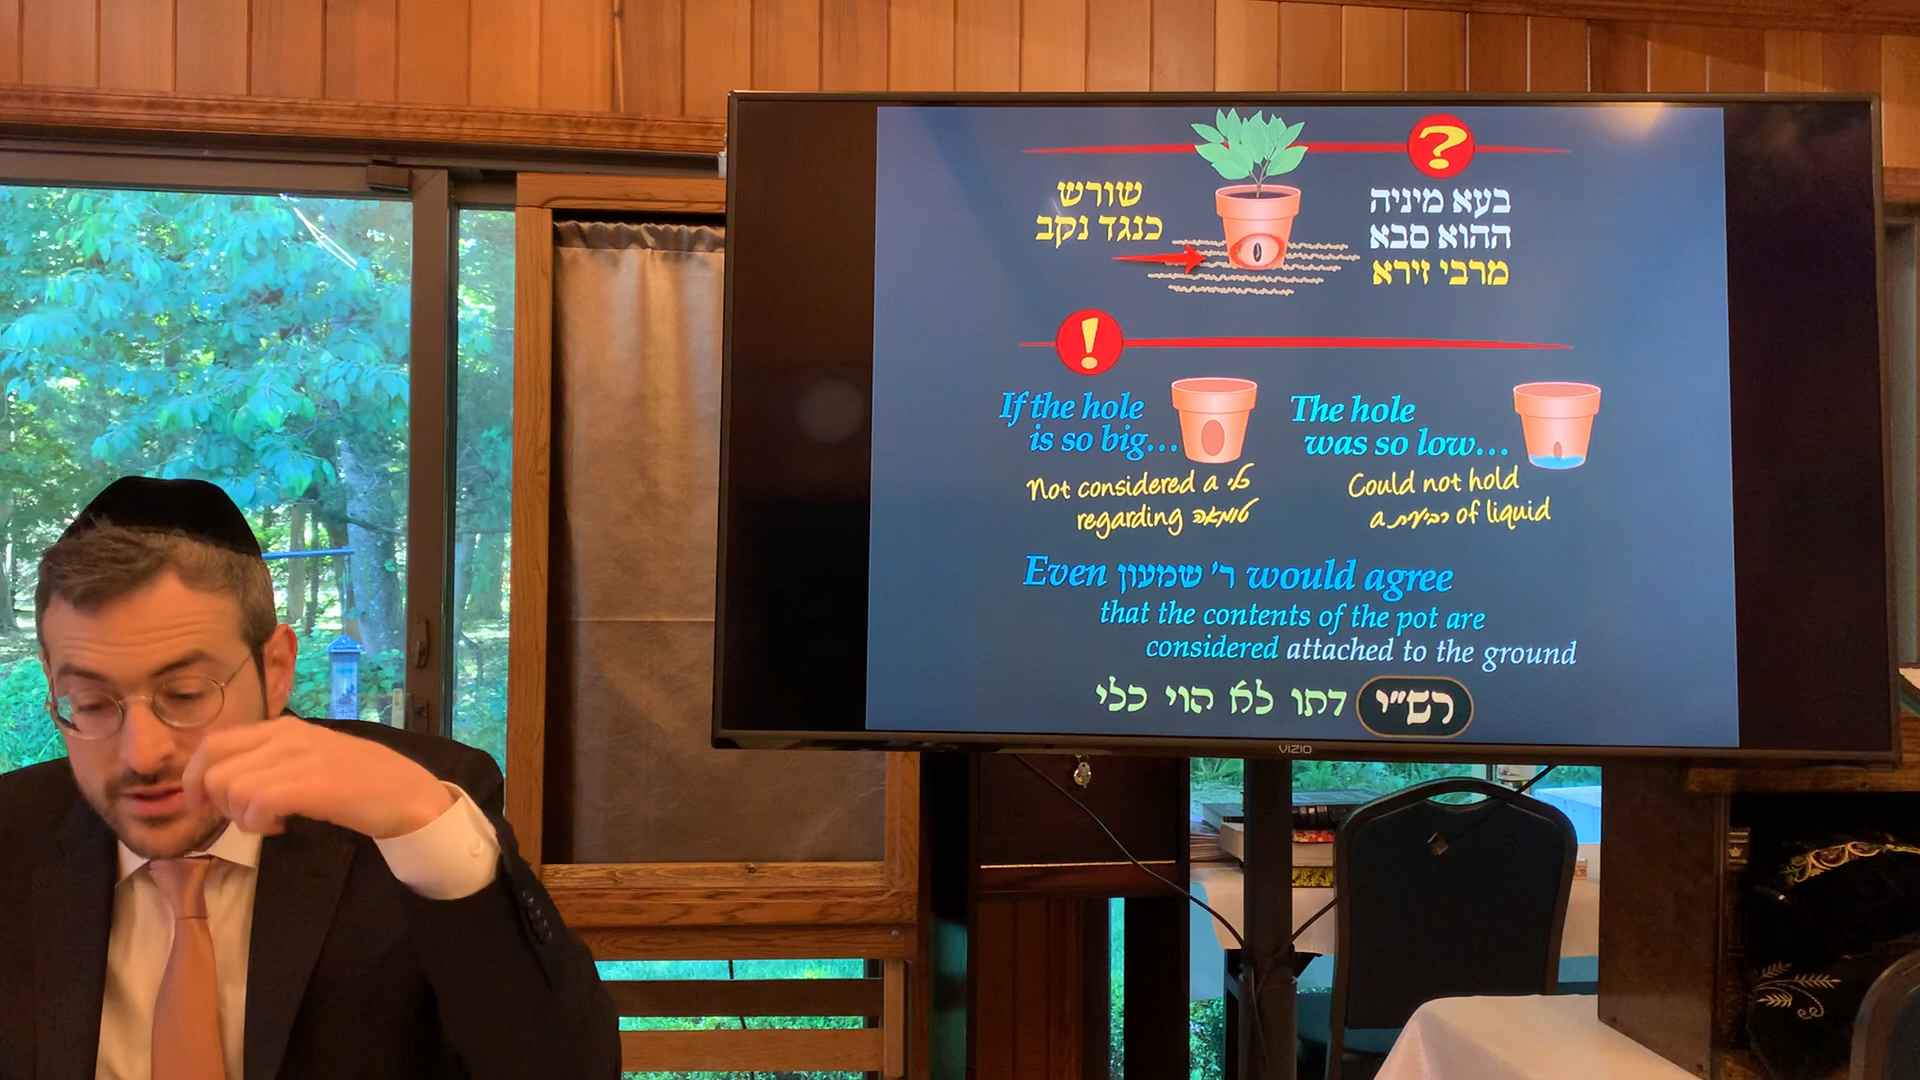 בעא מיניה
ההוא סבא
מרבי זירא
שורש
כנגד נקב
?
!
If the hole
is so big...
Not considered a כלי
regarding טומאה
The hole
was so low...
Could not hold
a רביעית of liquid
Even ר' שמעון would agree
that the contents of the pot are
considered attached to the ground
רש"י דתו לא הוי כלי
VIZIO